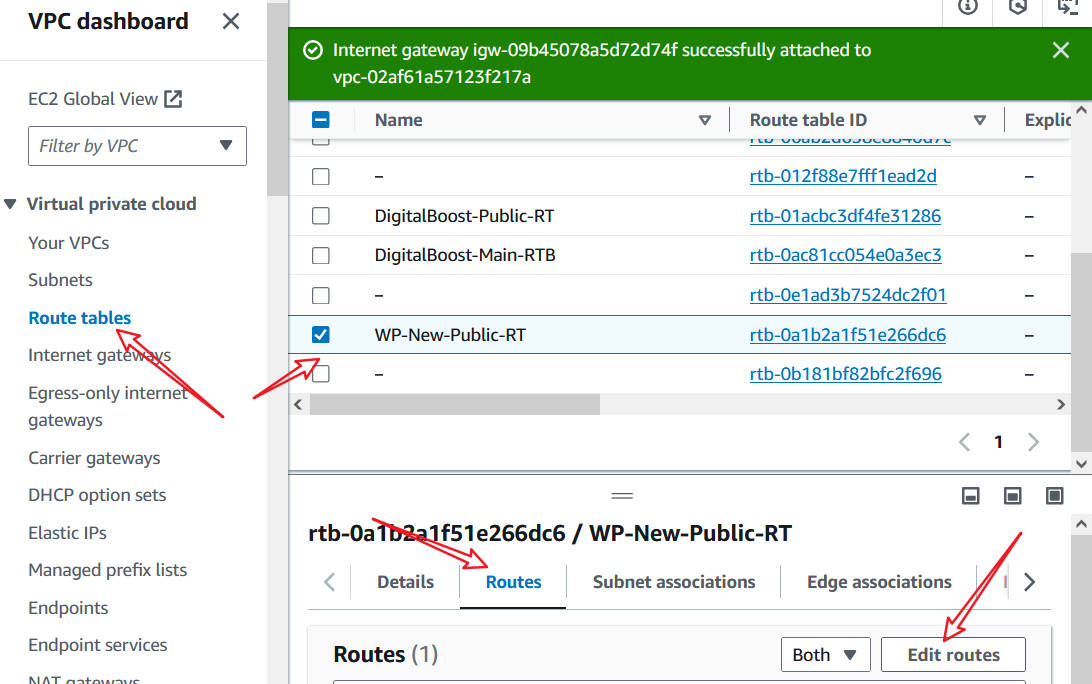 VPC dashboard
EC2 Global View
Filter by VPC
Virtual private cloud
Your VPCs
Subnets
Route tables
Internet gateways
Egress-only internet
gateways
Carrier gateways
DHCP option sets
Elastic IPs
Managed prefix lists
Endpoints
Endpoint services
NAT gateways
Internet gateway igw-09b45078a5d72d74f successfully attached to
vpc-02af61a57123f217a
Name Route table ID Explic
– rtb-012f88e7fff1ead2d –
DigitalBoost-Public-RT rtb-01acbc3df4fe31286 –
DigitalBoost-Main-RTB rtb-0ac81cc054e0a3ec3 –
– rtb-0e1ad3b7524dc2f01 –
WP-New-Public-RT rtb-0a1b2a1f51e266dc6 –
– rtb-0b181bf82bfc2f696 –
1
rtb-0a1b2a1f51e266dc6 / WP-New-Public-RT
Details Routes Subnet associations Edge associations
Routes (1) Both Edit routes